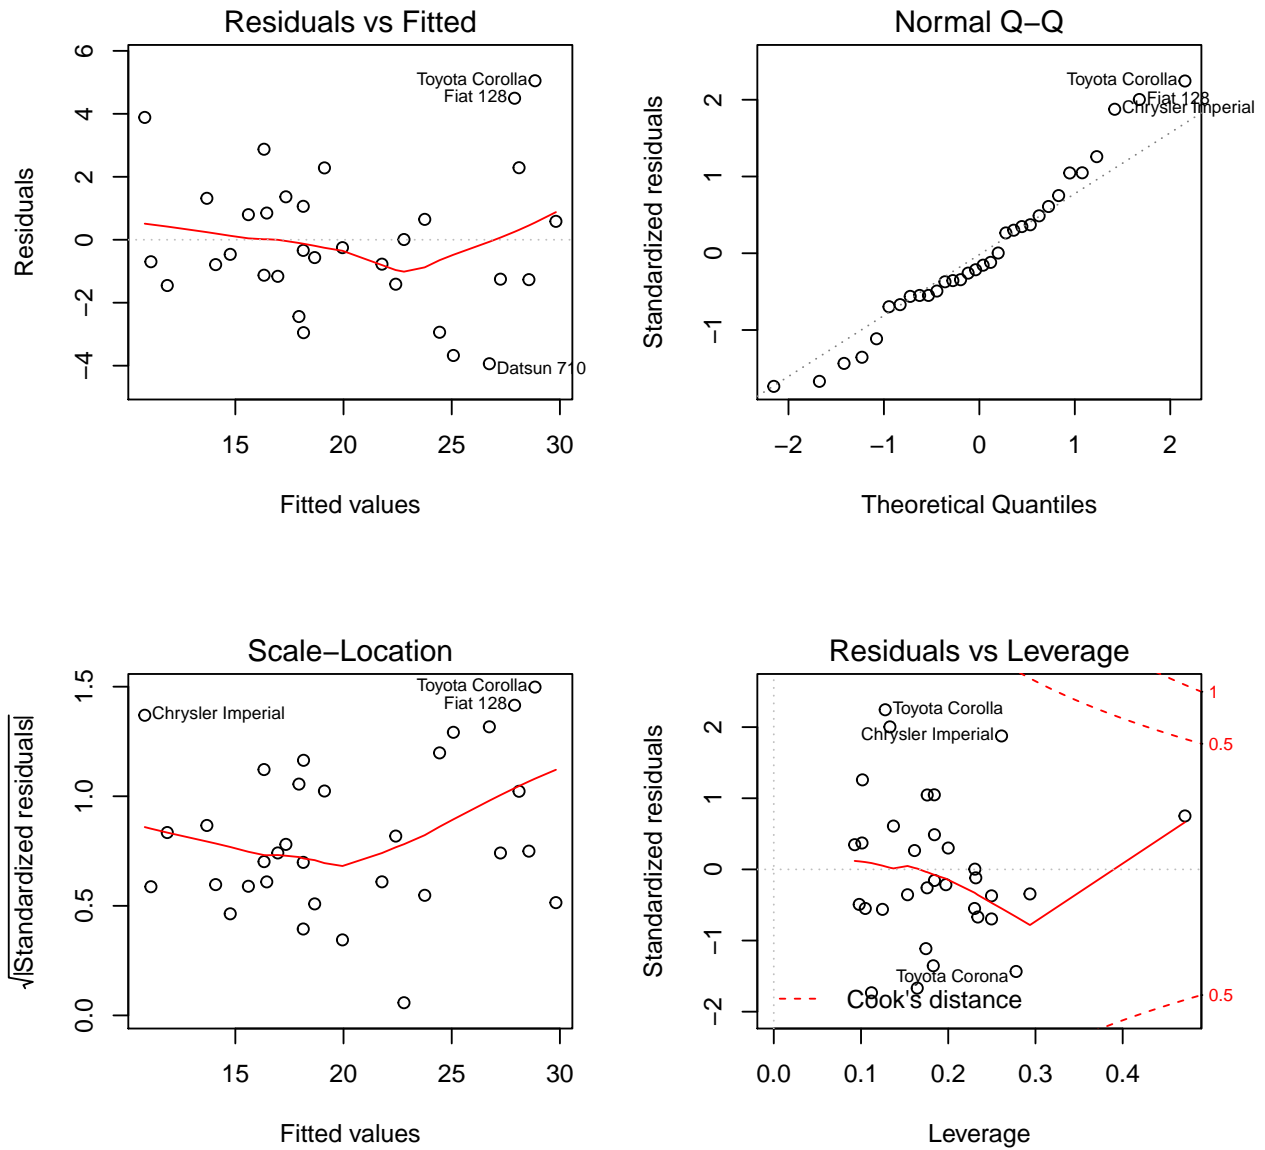 Residuals vs Fitted
6
4
2
0
−2
−4
Residuals
Toyota Corolla
Fiat 128
Datsun 710
15 20 25 30
Fitted values
Normal Q−Q
2
1
0
−1
Standardized residuals
Toyota Corolla
Fiat 128
Chrysler Imperial
−2 −1 0 1 2
Theoretical Quantiles
Scale−Location
1.5
1.0
0.5
0.0
√|Standardized residuals|
Toyota Corolla
Fiat 128
Chrysler Imperial
15 20 25 30
Fitted values
Residuals vs Leverage
2
1
0
−1
−2
Standardized residuals
1
0.5
0.5
Toyota Corolla
Chrysler Imperial
Toyota Corona
Cook's distance
0.0 0.1 0.2 0.3 0.4
Leverage